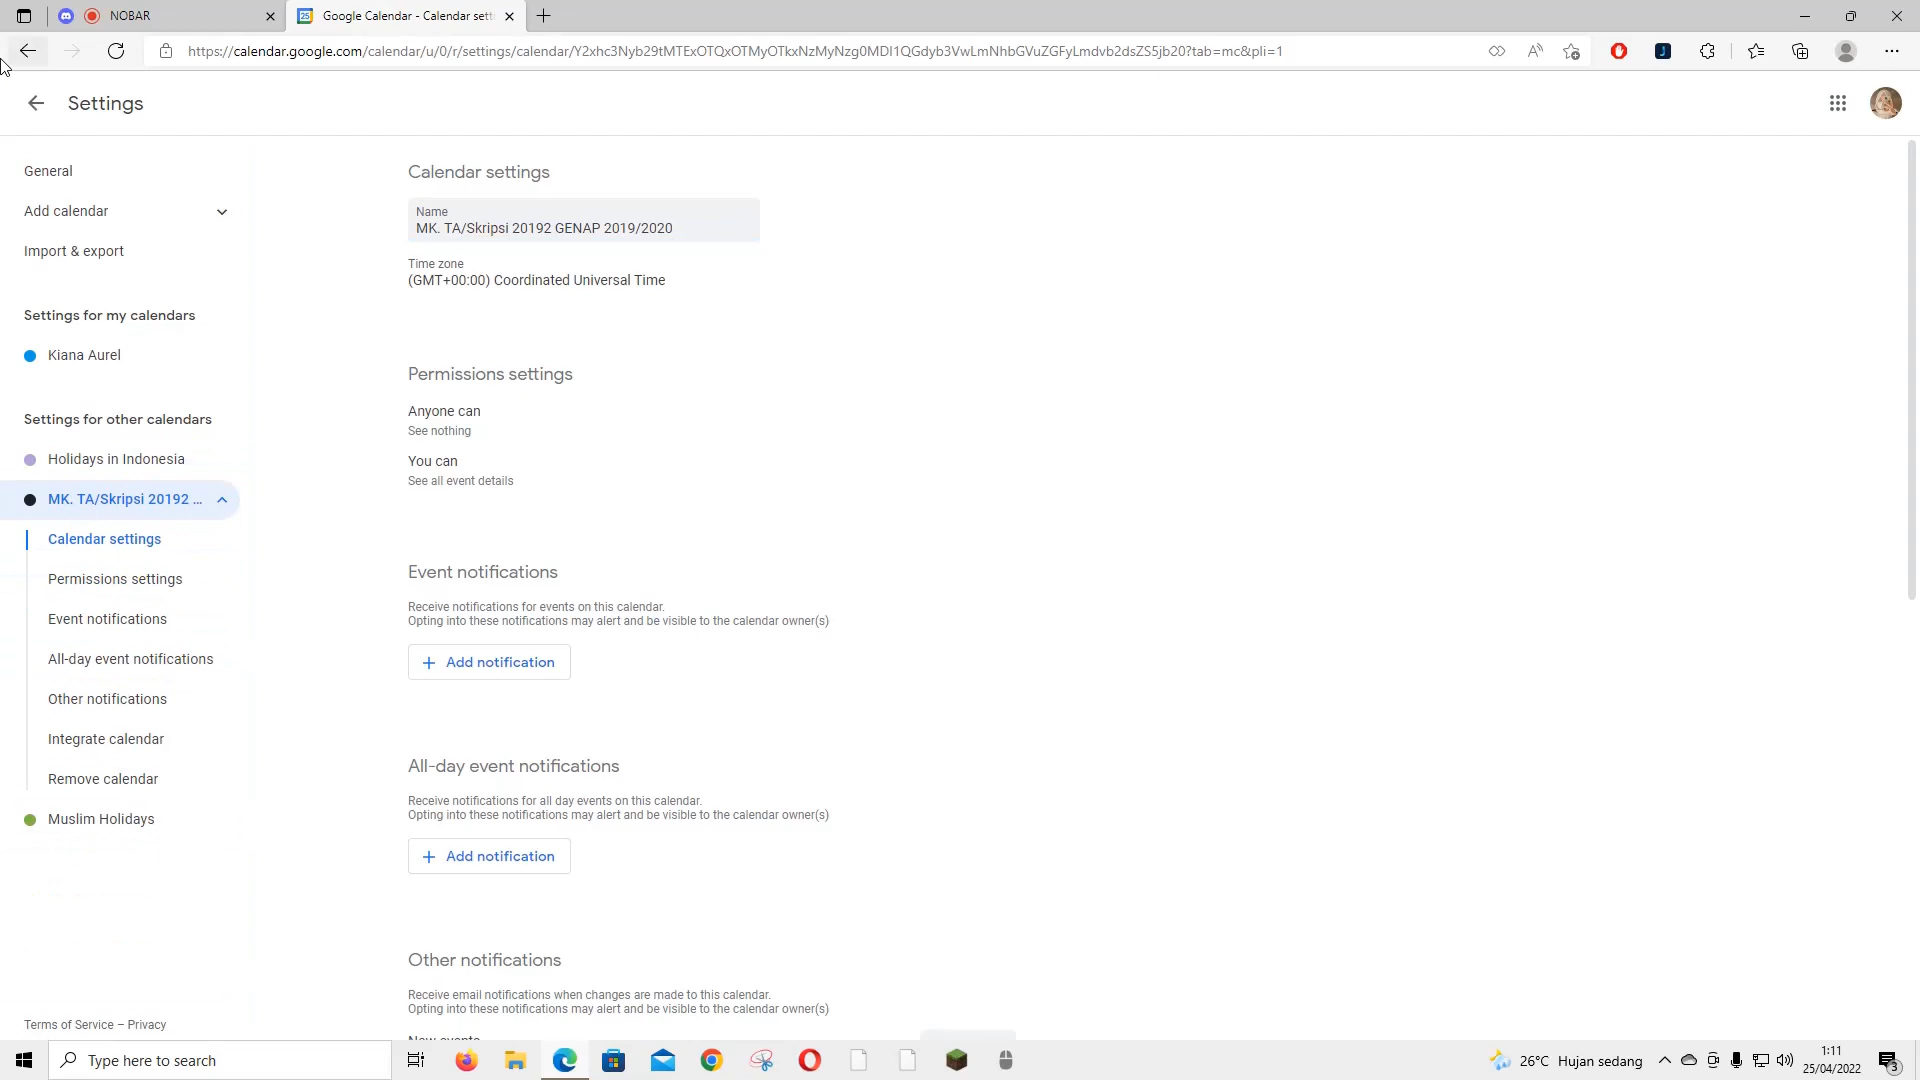 NOBAR
Google Calendar - Calendar sett
https://calendar.google.com/calendar/u/0/r/settings/calendar/Y2xhc3Nyb29tMTExOTQxOTMyOTkxNzMyNzg0MDI1QGdyb3VwLmNhbGVuZGFyLmdvb2dsZS5jb20?tab=mc&pli=1
Settings
General
Add calendar
Import & export
Settings for my calendars
Kiana Aurel
Settings for other calendars
Holidays in Indonesia
MK. TA/Skripsi 20192 ...
Calendar settings
Permissions settings
Event notifications
All-day event notifications
Other notifications
Integrate calendar
Remove calendar
Muslim Holidays
Terms of Service – Privacy
Calendar settings
Name
MK. TA/Skripsi 20192 GENAP 2019/2020
Time zone
(GMT+00:00) Coordinated Universal Time
Permissions settings
Anyone can
See nothing
You can
See all event details
Event notifications
Receive notifications for events on this calendar.
Opting into these notifications may alert and be visible to the calendar owner(s)
Add notification
All-day event notifications
Receive notifications for all day events on this calendar.
Opting into these notifications may alert and be visible to the calendar owner(s)
Add notification
Other notifications
Receive email notifications when changes are made to this calendar.
Opting into these notifications may alert and be visible to the calendar owner(s)
New events
Type here to search
26°C Hujan sedang
1:11
25/04/2022
3